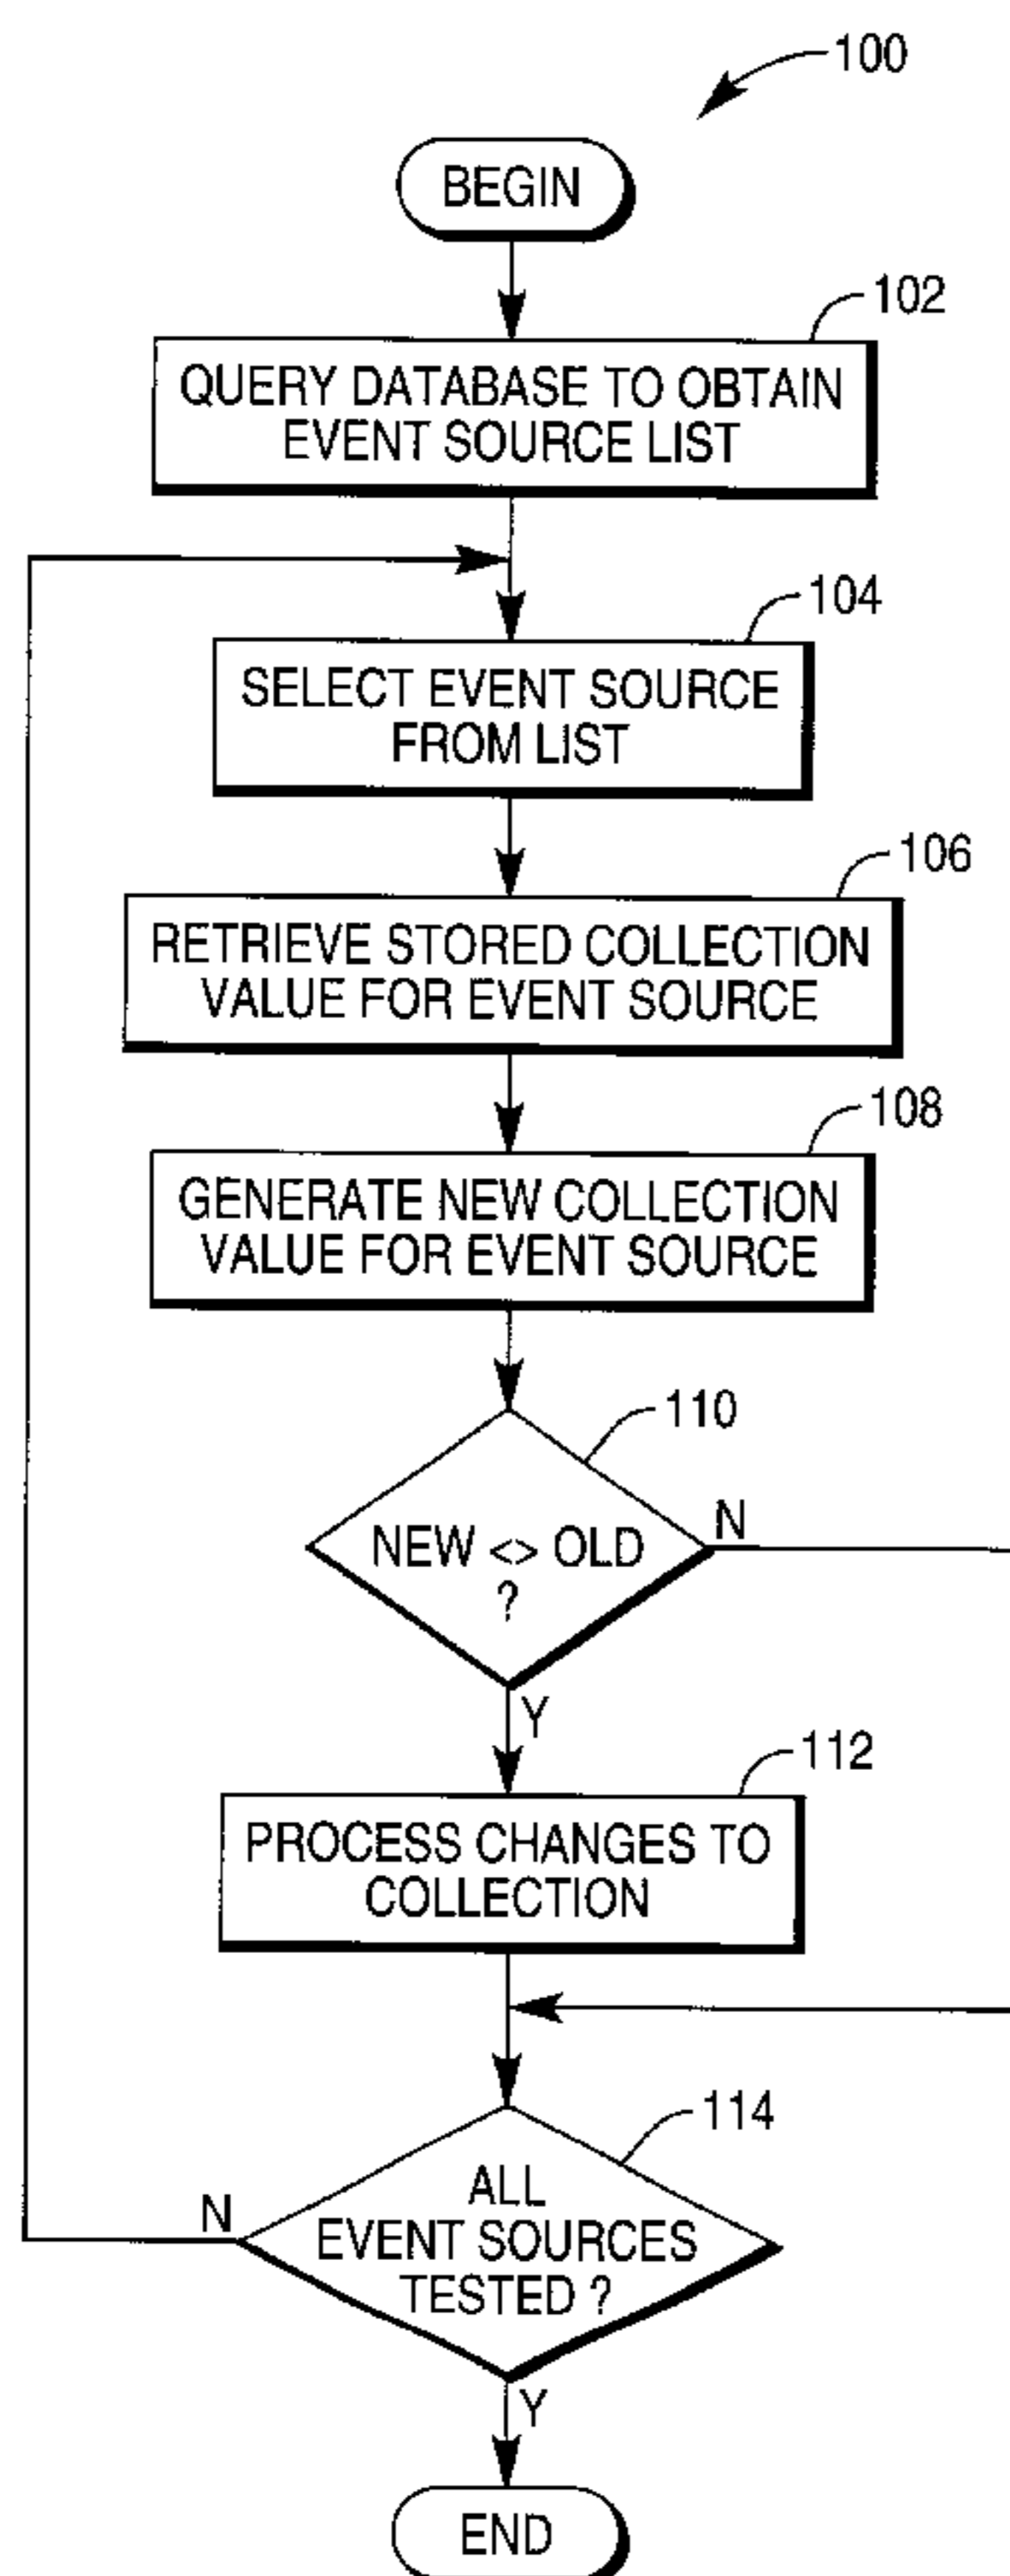 100
BEGIN
102
QUERY DATABASE TO OBTAIN
EVENT SOURCE LIST
104
SELECT EVENT SOURCE
FROM LIST
106
RETRIEVE STORED COLLECTION
VALUE FOR EVENT SOURCE
108
GENERATE NEW COLLECTION
VALUE FOR EVENT SOURCE
110
NEW <> OLD
?
N
Y
112
PROCESS CHANGES TO
COLLECTION
114
ALL
EVENT SOURCES
TESTED ?
N
Y
END